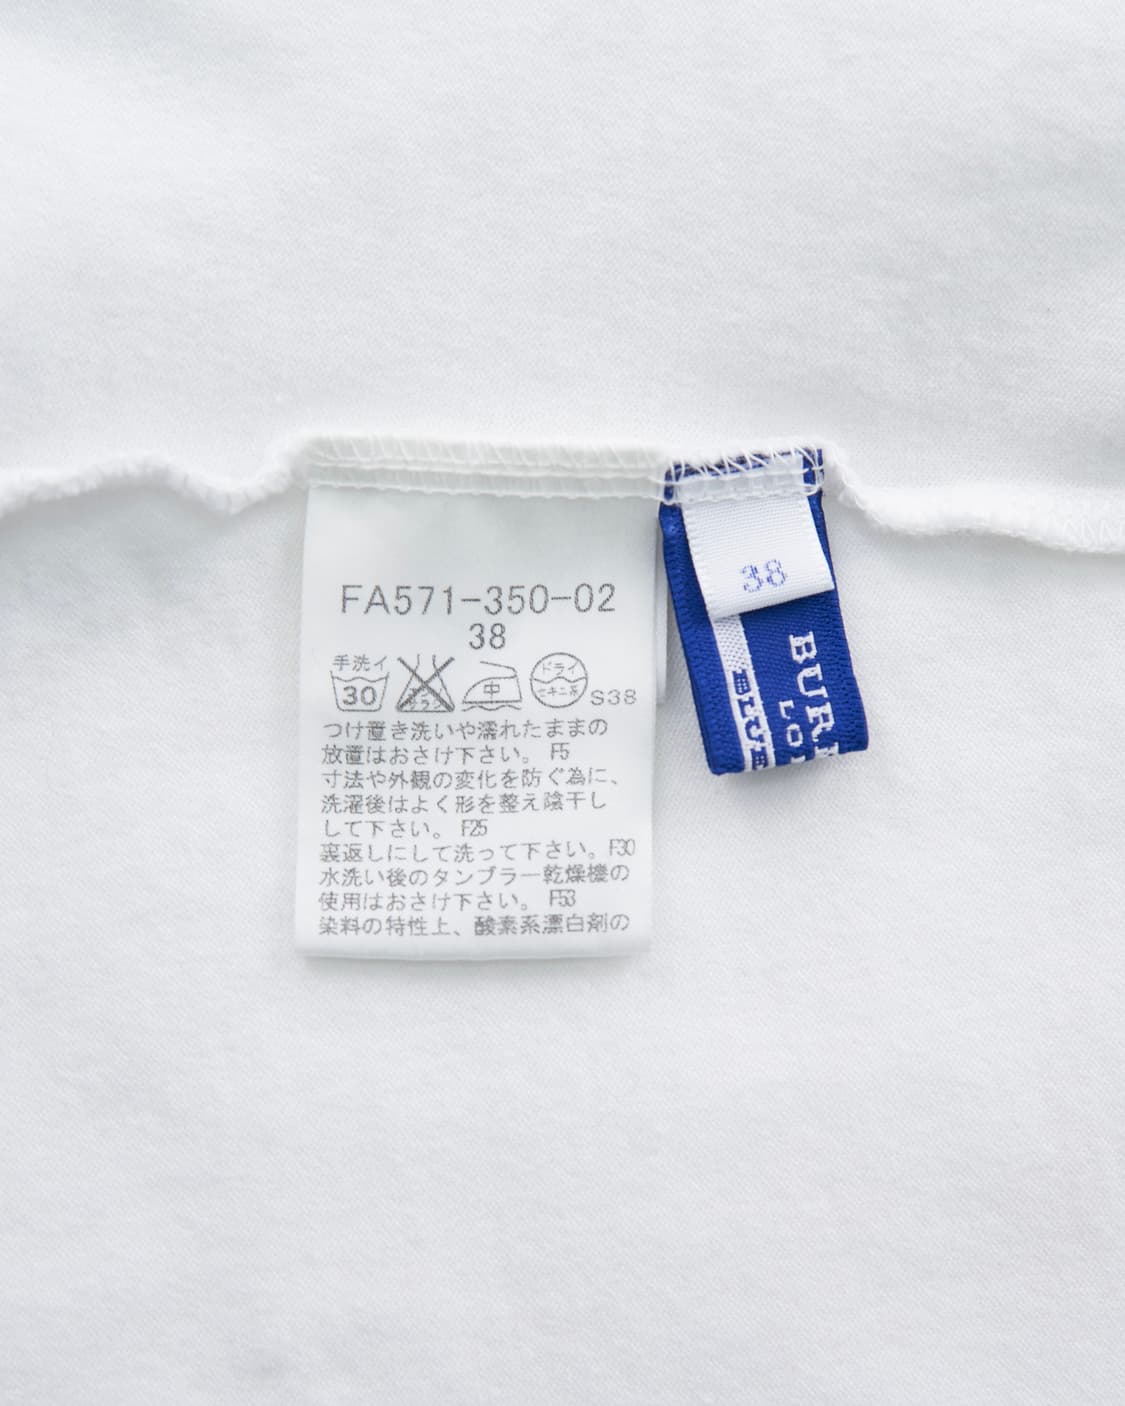 FA571-350-02
38
手洗イ
30
中
ドライ
セキユ系
S38
つけ置き洗いや濡れたままの
放置はおさけ下さい。 F5
寸法や外観の変化を防ぐ為に、
洗濯後はよく形を整え陰干し
して下さい。 F25
裏返しにして洗って下さい。F30
水洗い後のタンブラー乾燥機の
使用はおさけ下さい。 F53
染料の特性上、酸素系漂白剤の
38
BUR
LO
BLUE